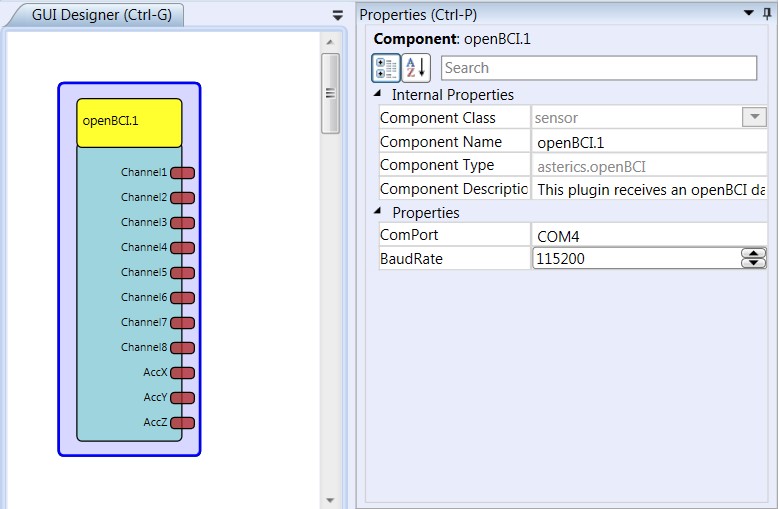 GUI Designer (Ctrl-G)
openBCI.1
Channel1
Channel2
Channel3
Channel4
Channel5
Channel6
Channel7
Channel8
AccX
AccY
AccZ
Properties (Ctrl-P)
Component: openBCI.1
A
Z
Search
Internal Properties
Component Class sensor
Component Name openBCI.1
Component Type asterics.openBCI
Component Descriptio This plugin receives an openBCI da
Properties
ComPort COM4
BaudRate 115200